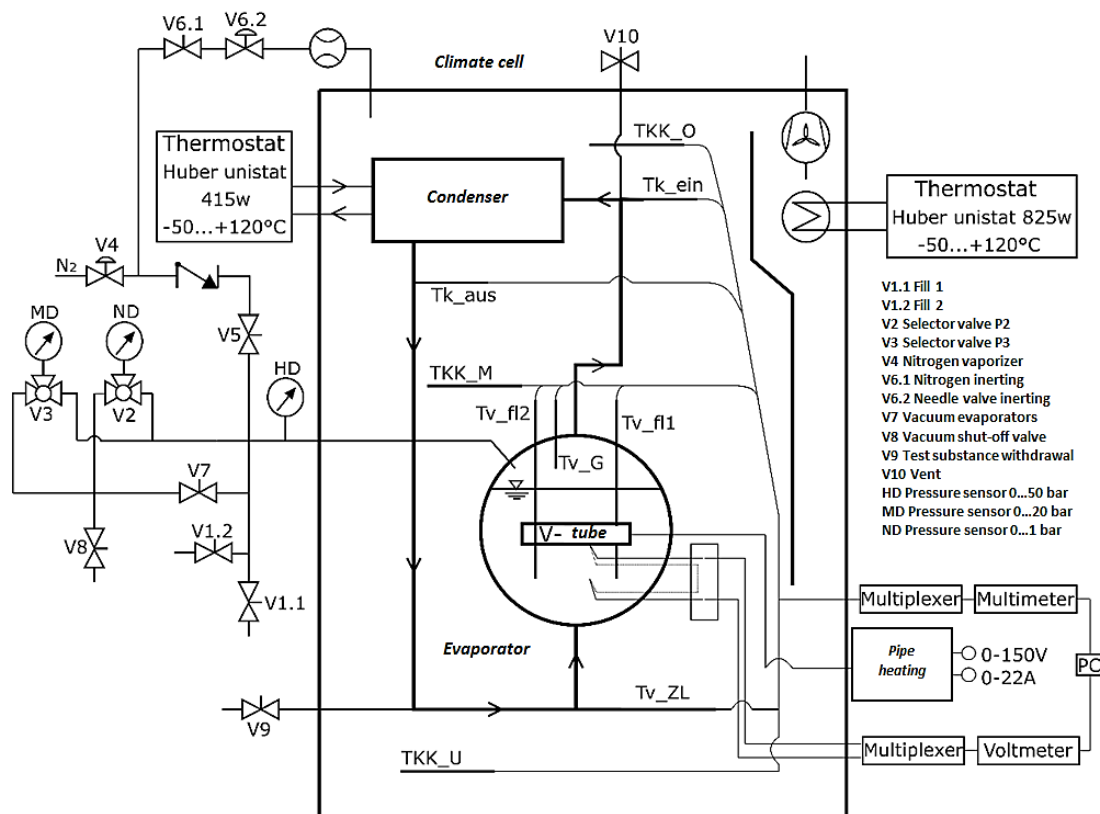 V6.1
V6.2
V10
Climate cell
TKK_O
Thermostat
Huber unistat
415w
-50...+120°C
Condenser
Tk_ein
Thermostat
Huber unistat 825w
-50...+120°C
V4
N₂
Tk_aus
MD
ND
V5
HD
V3
V2
TKK_M
Tv_fl2
Tv_fl1
Tv_G
V1.1 Fill 1
V1.2 Fill 2
V2 Selector valve P2
V3 Selector valve P3
V4 Nitrogen vaporizer
V6.1 Nitrogen inerting
V6.2 Needle valve inerting
V7 Vacuum evaporators
V8 Vacuum shut-off valve
V9 Test substance withdrawal
V10 Vent
HD Pressure sensor 0...50 bar
MD Pressure sensor 0...20 bar
ND Pressure sensor 0...1 bar
V7
V- tube
V8
V1.2
V1.1
Multiplexer
Multimeter
Evaporator
Pipe
heating
0-150V
0-22A
PC
Tv_ZL
V9
Multiplexer
Voltmeter
TKK_U